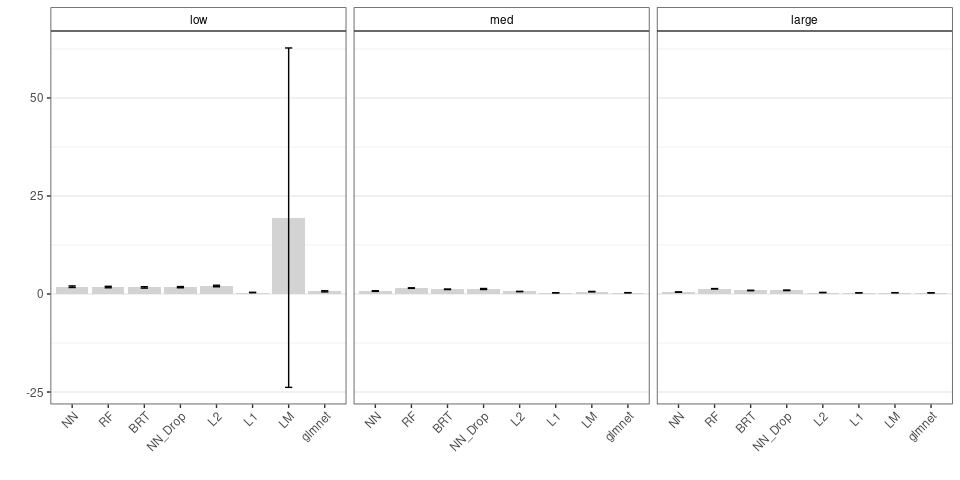 low med large
50
25
0
-25
NN RF BRT NN_Drop L2 L1 LM glmnet NN RF BRT NN_Drop L2 L1 LM glmnet NN RF BRT NN_Drop L2 L1 LM glmnet